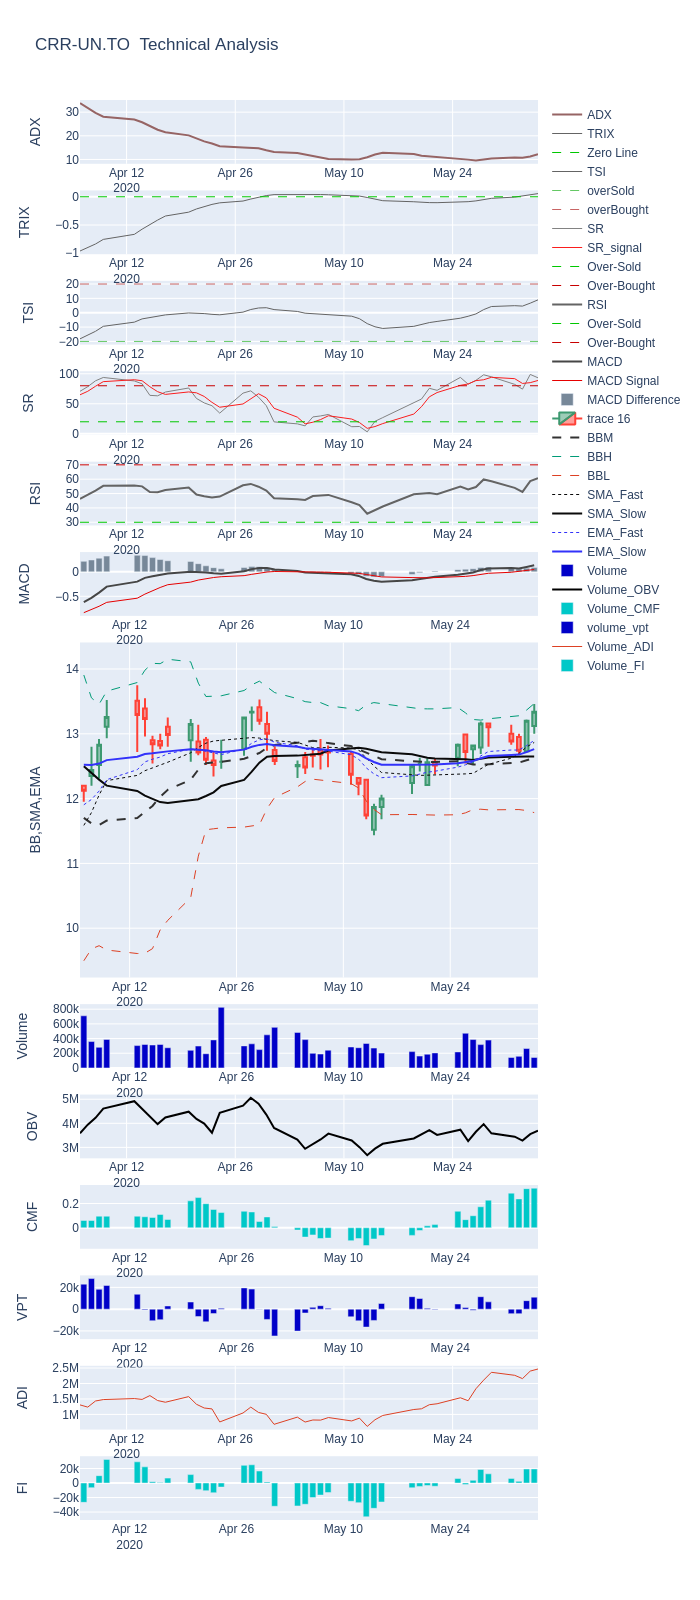 CRR-UN.TO  Technical Analysis
ADX
30
20
10
Apr 12
2020
Apr 26
May 10
May 24
TRIX
0
−0.5
−1
Apr 12
2020
Apr 26
May 10
May 24
TSI
20
10
0
−10
−20
Apr 12
2020
Apr 26
May 10
May 24
SR
100
50
0
Apr 12
2020
Apr 26
May 10
May 24
RSI
70
60
50
40
30
Apr 12
2020
Apr 26
May 10
May 24
MACD
0
−0.5
Apr 12
2020
Apr 26
May 10
May 24
BB,SMA,EMA
14
13
12
11
10
Apr 12
2020
Apr 26
May 10
May 24
Volume
800k
600k
400k
200k
0
Apr 12
2020
Apr 26
May 10
May 24
OBV
5M
4M
3M
Apr 12
2020
Apr 26
May 10
May 24
CMF
0.2
0
Apr 12
2020
Apr 26
May 10
May 24
VPT
20k
0
−20k
Apr 12
2020
Apr 26
May 10
May 24
ADI
2.5M
2M
1.5M
1M
Apr 12
2020
Apr 26
May 10
May 24
FI
20k
0
−20k
−40k
Apr 12
2020
Apr 26
May 10
May 24
ADX
TRIX
Zero Line
TSI
overSold
overBought
SR
SR_signal
Over-Sold
Over-Bought
RSI
Over-Sold
Over-Bought
MACD
MACD Signal
MACD Difference
trace 16
BBM
BBH
BBL
SMA_Fast
SMA_Slow
EMA_Fast
EMA_Slow
Volume
Volume_OBV
Volume_CMF
volume_vpt
Volume_ADI
Volume_FI